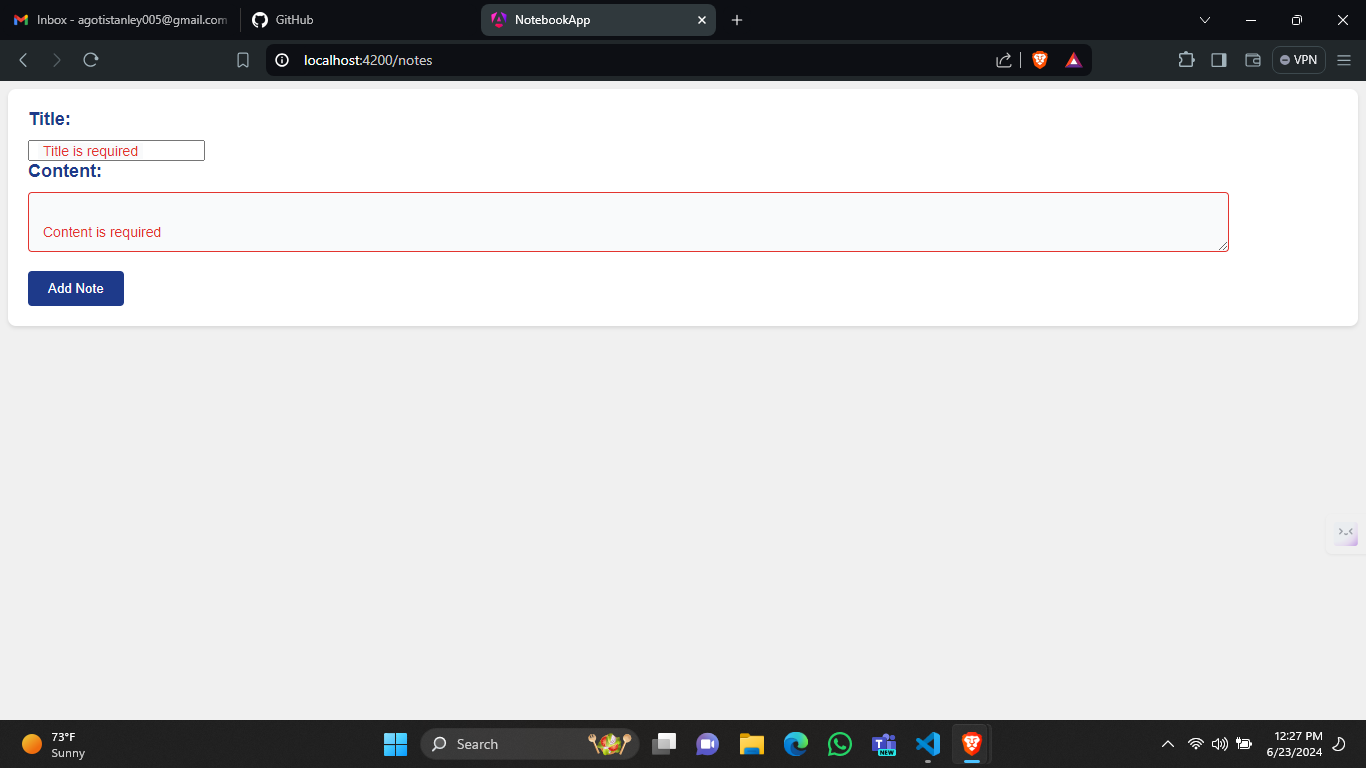 Inbox - agotistanley005@gmail.com
GitHub
NotebookApp
localhost:4200/notes
VPN
Title:
Title is required
Content:
Content is required
Add Note
73°F
Sunny
Search
NEW
12:27 PM
6/23/2024